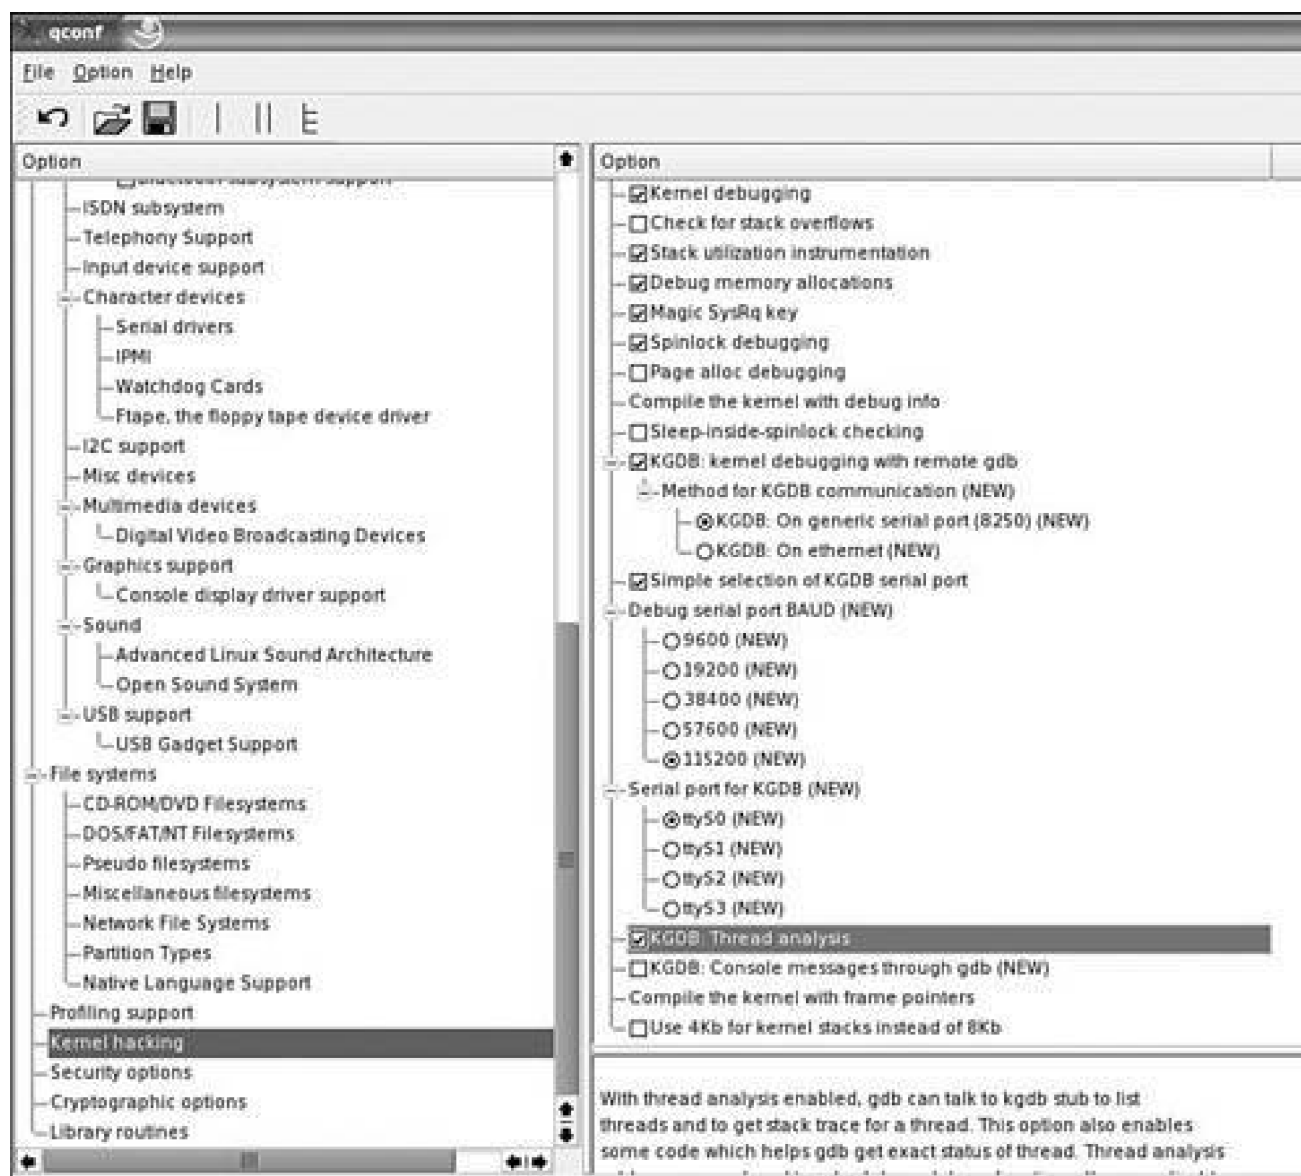 qconf
File Option Help
Option
Bluetooth subsystem support
ISDN subsystem
Telephony Support
Input device support
Character devices
Serial drivers
IPMI
Watchdog Cards
Ftape, the floppy tape device driver
I2C support
Misc devices
Multimedia devices
Digital Video Broadcasting Devices
Graphics support
Console display driver support
Sound
Advanced Linux Sound Architecture
Open Sound System
USB support
USB Gadget Support
File systems
CD-ROM/DVD Filesystems
DOS/FAT/NT Filesystems
Pseudo filesystems
Miscellaneous filesystems
Network File Systems
Partition Types
Native Language Support
Profiling support
Kernel hacking
Security options
Cryptographic options
Library routines
Option
Kernel debugging
Check for stack overflows
Stack utilization instrumentation
Debug memory allocations
Magic SysRq key
Spinlock debugging
Page alloc debugging
Compile the kernel with debug info
Sleep-inside-spinlock checking
KGDB: kernel debugging with remote gdb
Method for KGDB communication (NEW)
KGDB: On generic serial port (8250) (NEW)
KGDB: On ethernet (NEW)
Simple selection of KGDB serial port
Debug serial port BAUD (NEW)
9600 (NEW)
19200 (NEW)
38400 (NEW)
57600 (NEW)
115200 (NEW)
Serial port for KGDB (NEW)
ttyS0 (NEW)
ttyS1 (NEW)
ttyS2 (NEW)
ttyS3 (NEW)
KGDB: Thread analysis
KGDB: Console messages through gdb (NEW)
Compile the kernel with frame pointers
Use 4Kb for kernel stacks instead of 8Kb
With thread analysis enabled, gdb can talk to kgdb stub to list
threads and to get stack trace for a thread. This option also enables
some code which helps gdb get exact status of thread. Thread analysis